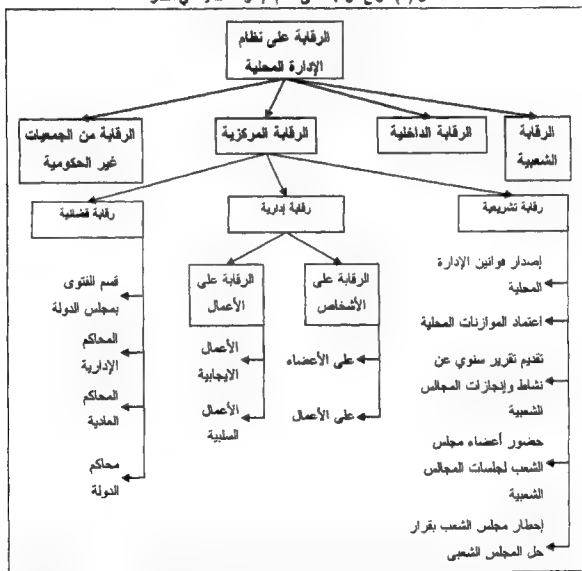 الرقابة على نظام
الإدارة المحلية
الرقابة
الشعبية
الرقابة الداخلية
الرقابة المركزية
الرقابة من الجمعيات
غير الحكومية
رقابة تشريعية
رقابة إدارية
رقابة قضائية
إصدار قوانين الإدارة
المحلية
اعتماد الموازنات المحلية
تقديم تقرير سنوي عن
نشاط وإنجازات المجالس
الشعبية
حضور أعضاء مجلس
الشعب لجلسات المجالس
الشعبية
إحطار مجلس الشعب بقرار
حل المجلس الشعبي
الرقابة على
الأشخاص
على الأعضاء
على الأعمال
الرقابة على
الأعمال
الأعمال
الايجابية
الأعمال
السلبية
قسم الفتوى
بمجلس الدولة
المحاكم
الإدارية
المحاكم
العادية
محاكم
الدولة